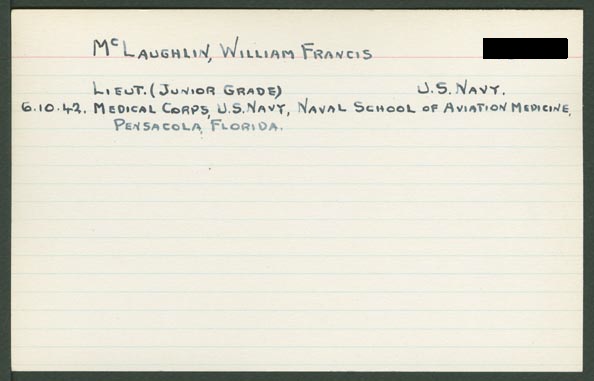 McLAUGHLIN, WILLIAM FRANCIS
LIEUT. (JUNIOR GRADE) U.S. NAVY.
6.10.42. MEDICAL CORPS, U.S. NAVY, NAVAL SCHOOL OF AVIATION MEDICINE,
PENSACOLA, FLORIDA.